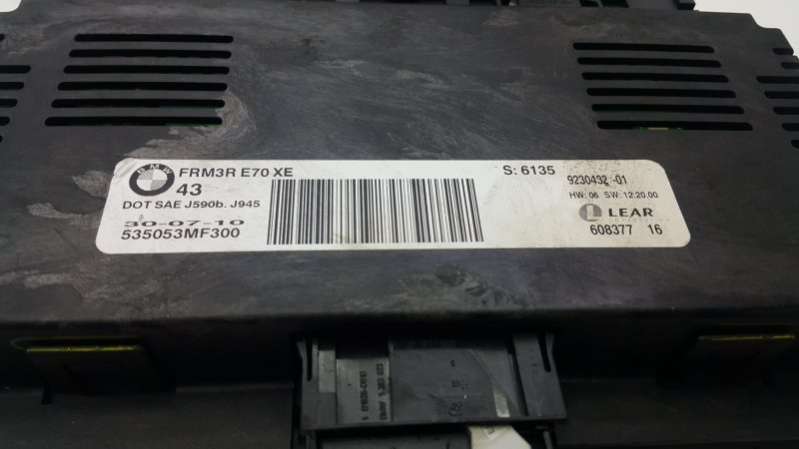 BMW
FRM3R E70 XE
43
DOT SAE J590b. J945
30-07-10
535053MF300
S: 6135
9230432 -01
HW: 06 SW: 12.20.00
LEAR
608377 16